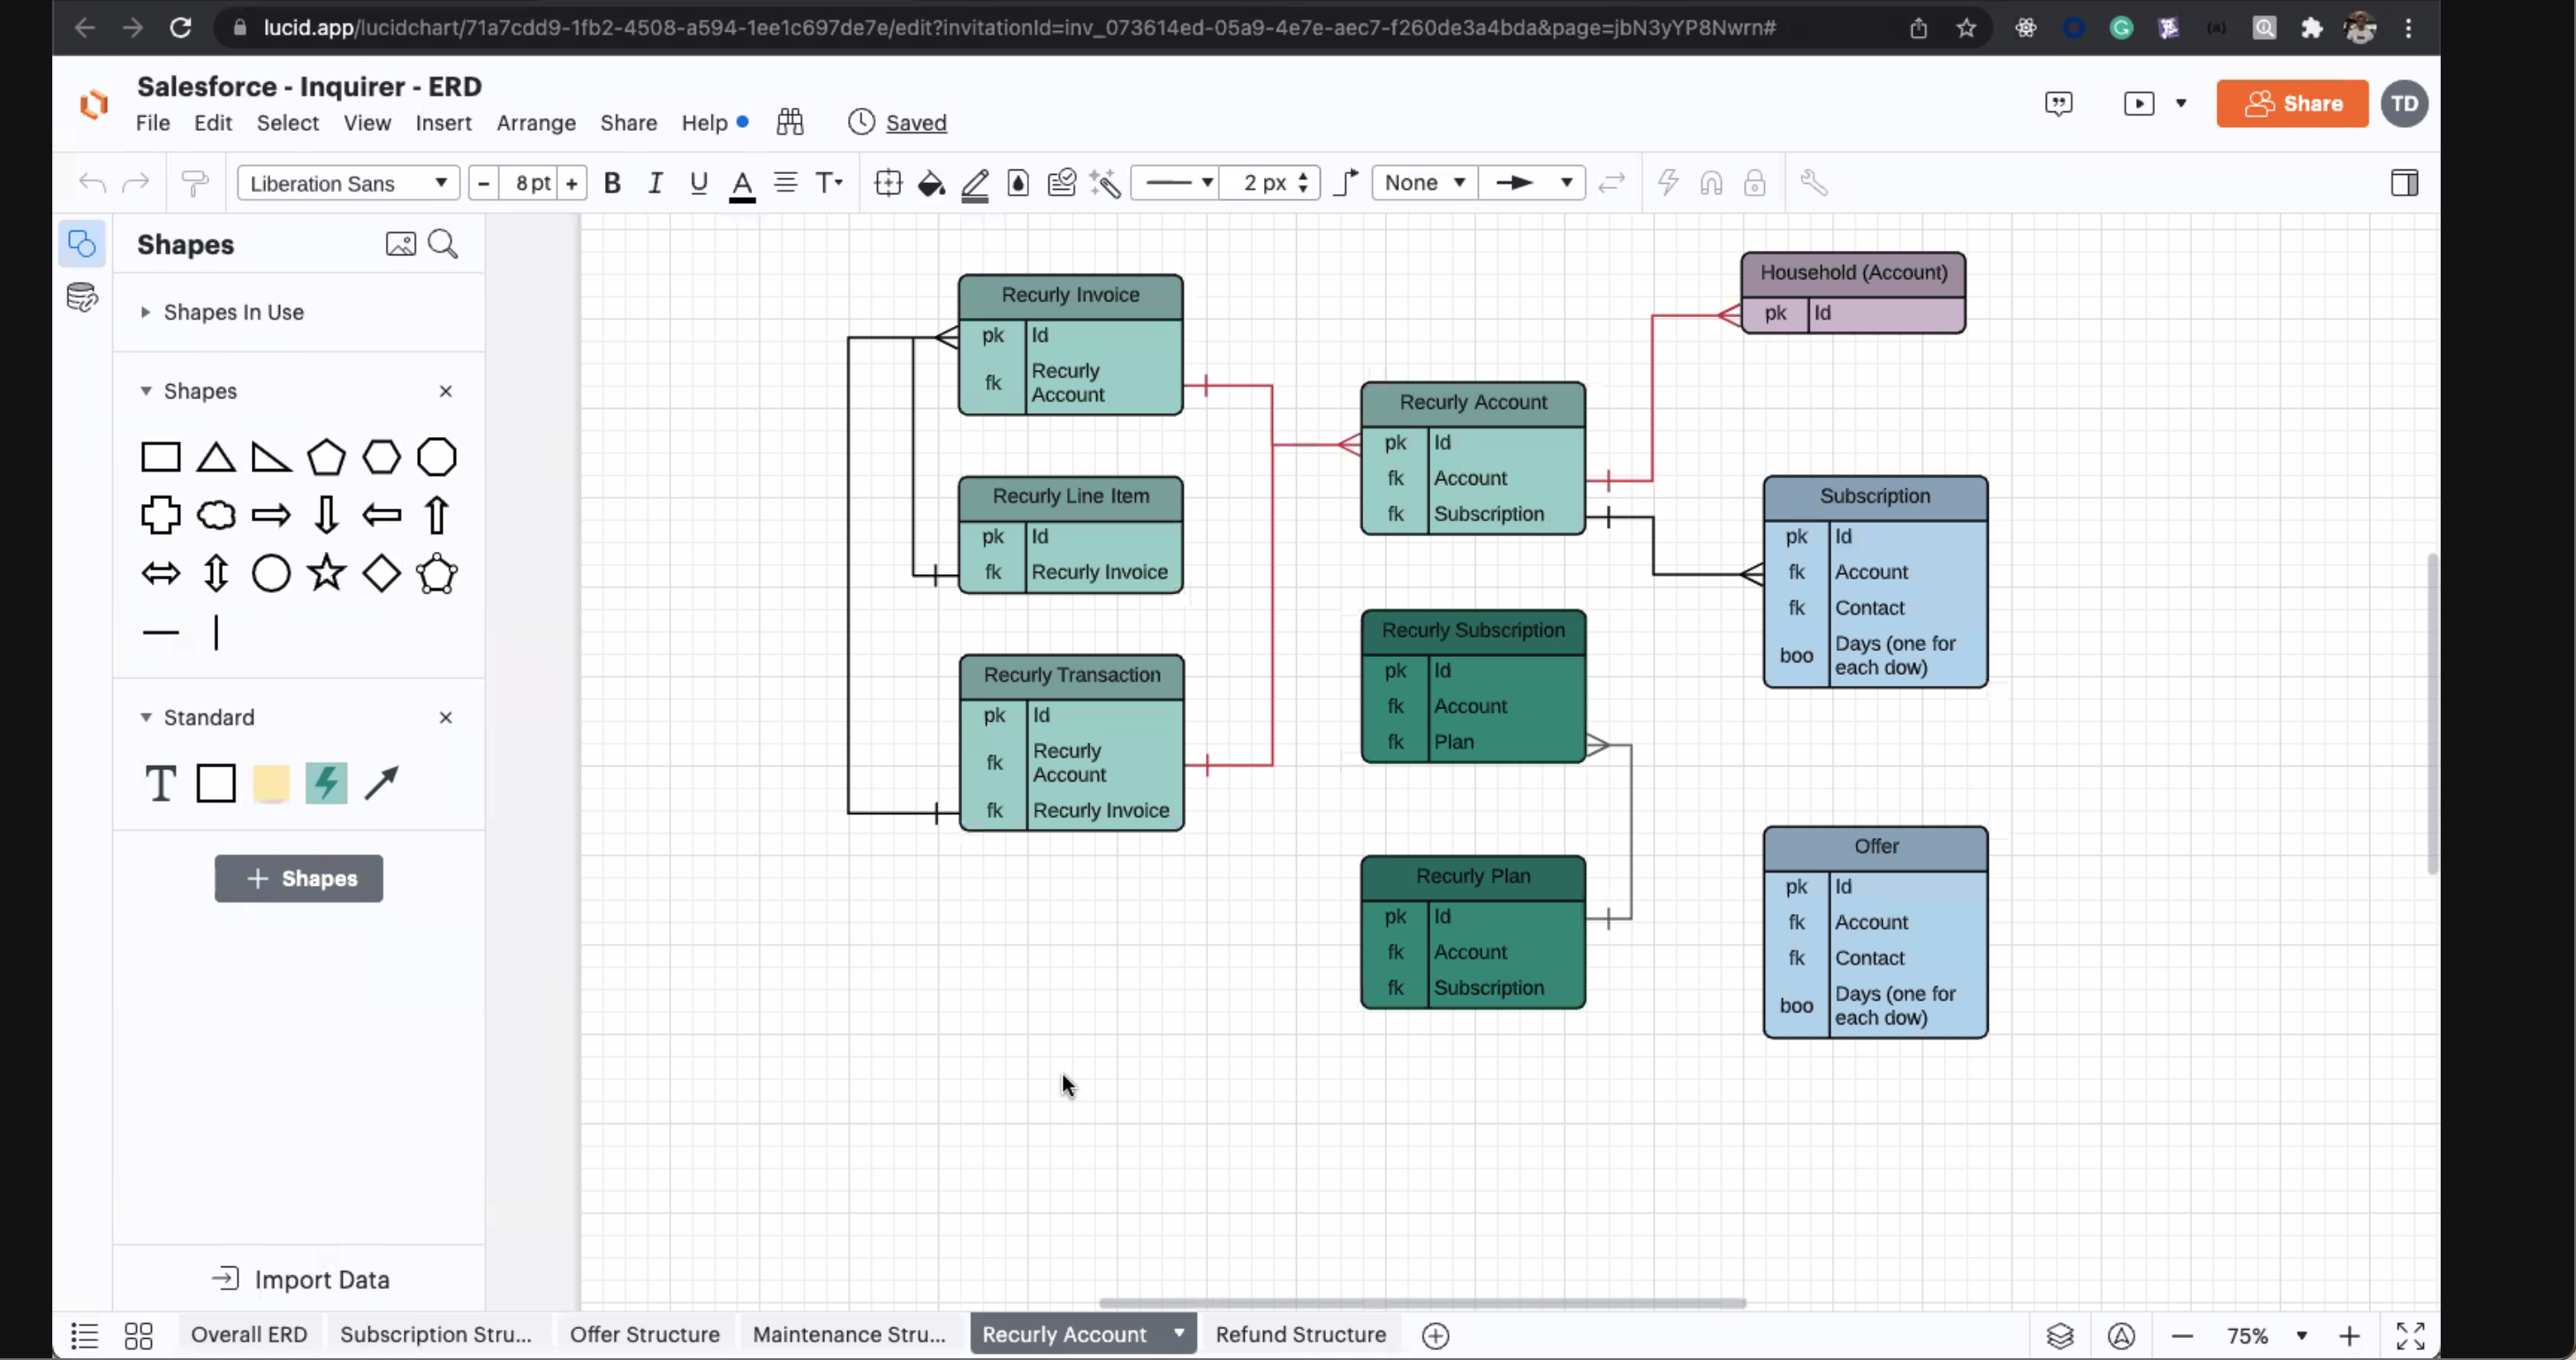 lucid.app/lucidchart/71a7cdd9-1fb2-4508-a594-1ee1c697de7e/edit?invitationId=inv_073614ed-05a9-4e7e-aec7-f260de3a4bda&page=jbN3yYP8Nwrn#
Salesforce - Inquirer - ERD
File Edit Select View Insert Arrange Share Help Saved
Share
TD
Liberation Sans
- 8 pt + B I U A T
2 px
None
Shapes
Shapes In Use
Shapes
Standard
T
+ Shapes
Import Data
Recurly Invoice
pk Id
fk Recurly
Account
Recurly Line Item
pk Id
fk Recurly Invoice
Recurly Transaction
pk Id
fk Recurly
Account
fk Recurly Invoice
Recurly Account
pk Id
fk Account
fk Subscription
Recurly Subscription
pk Id
fk Account
fk Plan
Recurly Plan
pk Id
fk Account
fk Subscription
Household (Account)
pk Id
Subscription
pk Id
fk Account
fk Contact
boo Days (one for
each dow)
Offer
pk Id
fk Account
fk Contact
boo Days (one for
each dow)
Overall ERD
Subscription Stru...
Offer Structure
Maintenance Stru...
Recurly Account
Refund Structure
75%